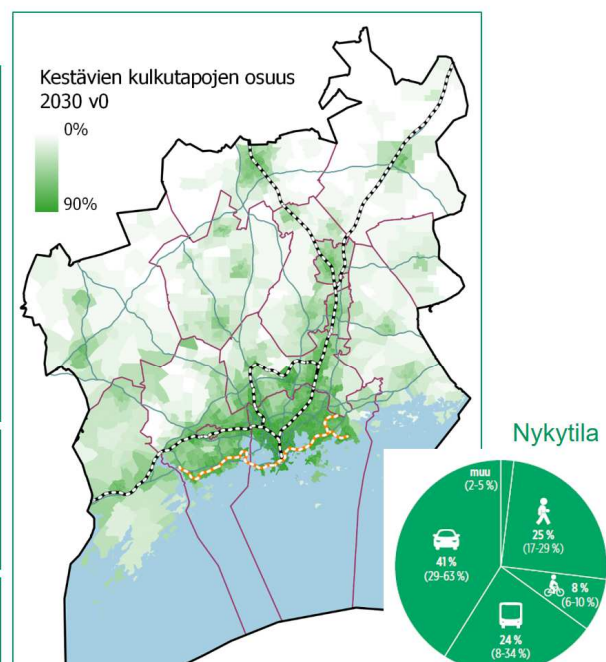 Kestävien kulkutapojen osuus
2030 v0
0%
90%
Nykytila
muu
(2-5 %)
25 %
(17-29 %)
8 %
(6-10 %)
41 %
(29-63 %)
24 %
(8-34 %)